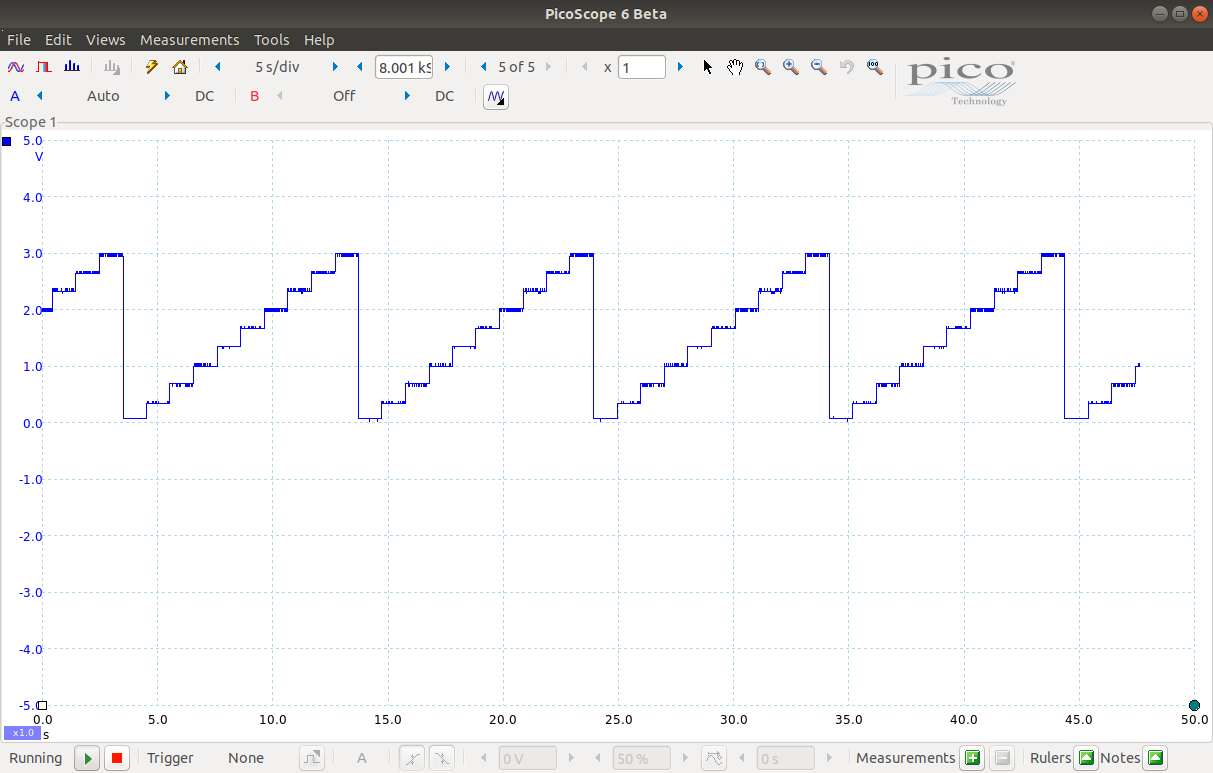 PicoScope 6 Beta
File Edit Views Measurements Tools Help
5 s/div 8.001 kS 5 of 5 x 1
pico
Technology
A Auto DC B Off DC
Scope 1
5.0
V
4.0
3.0
2.0
1.0
0.0
-1.0
-2.0
-3.0
-4.0
-5.0
0.0 5.0 10.0 15.0 20.0 25.0 30.0 35.0 40.0 45.0 50.0
x1.0 s
Running Trigger None A 0 V 50 % 0 s Measurements Rulers Notes